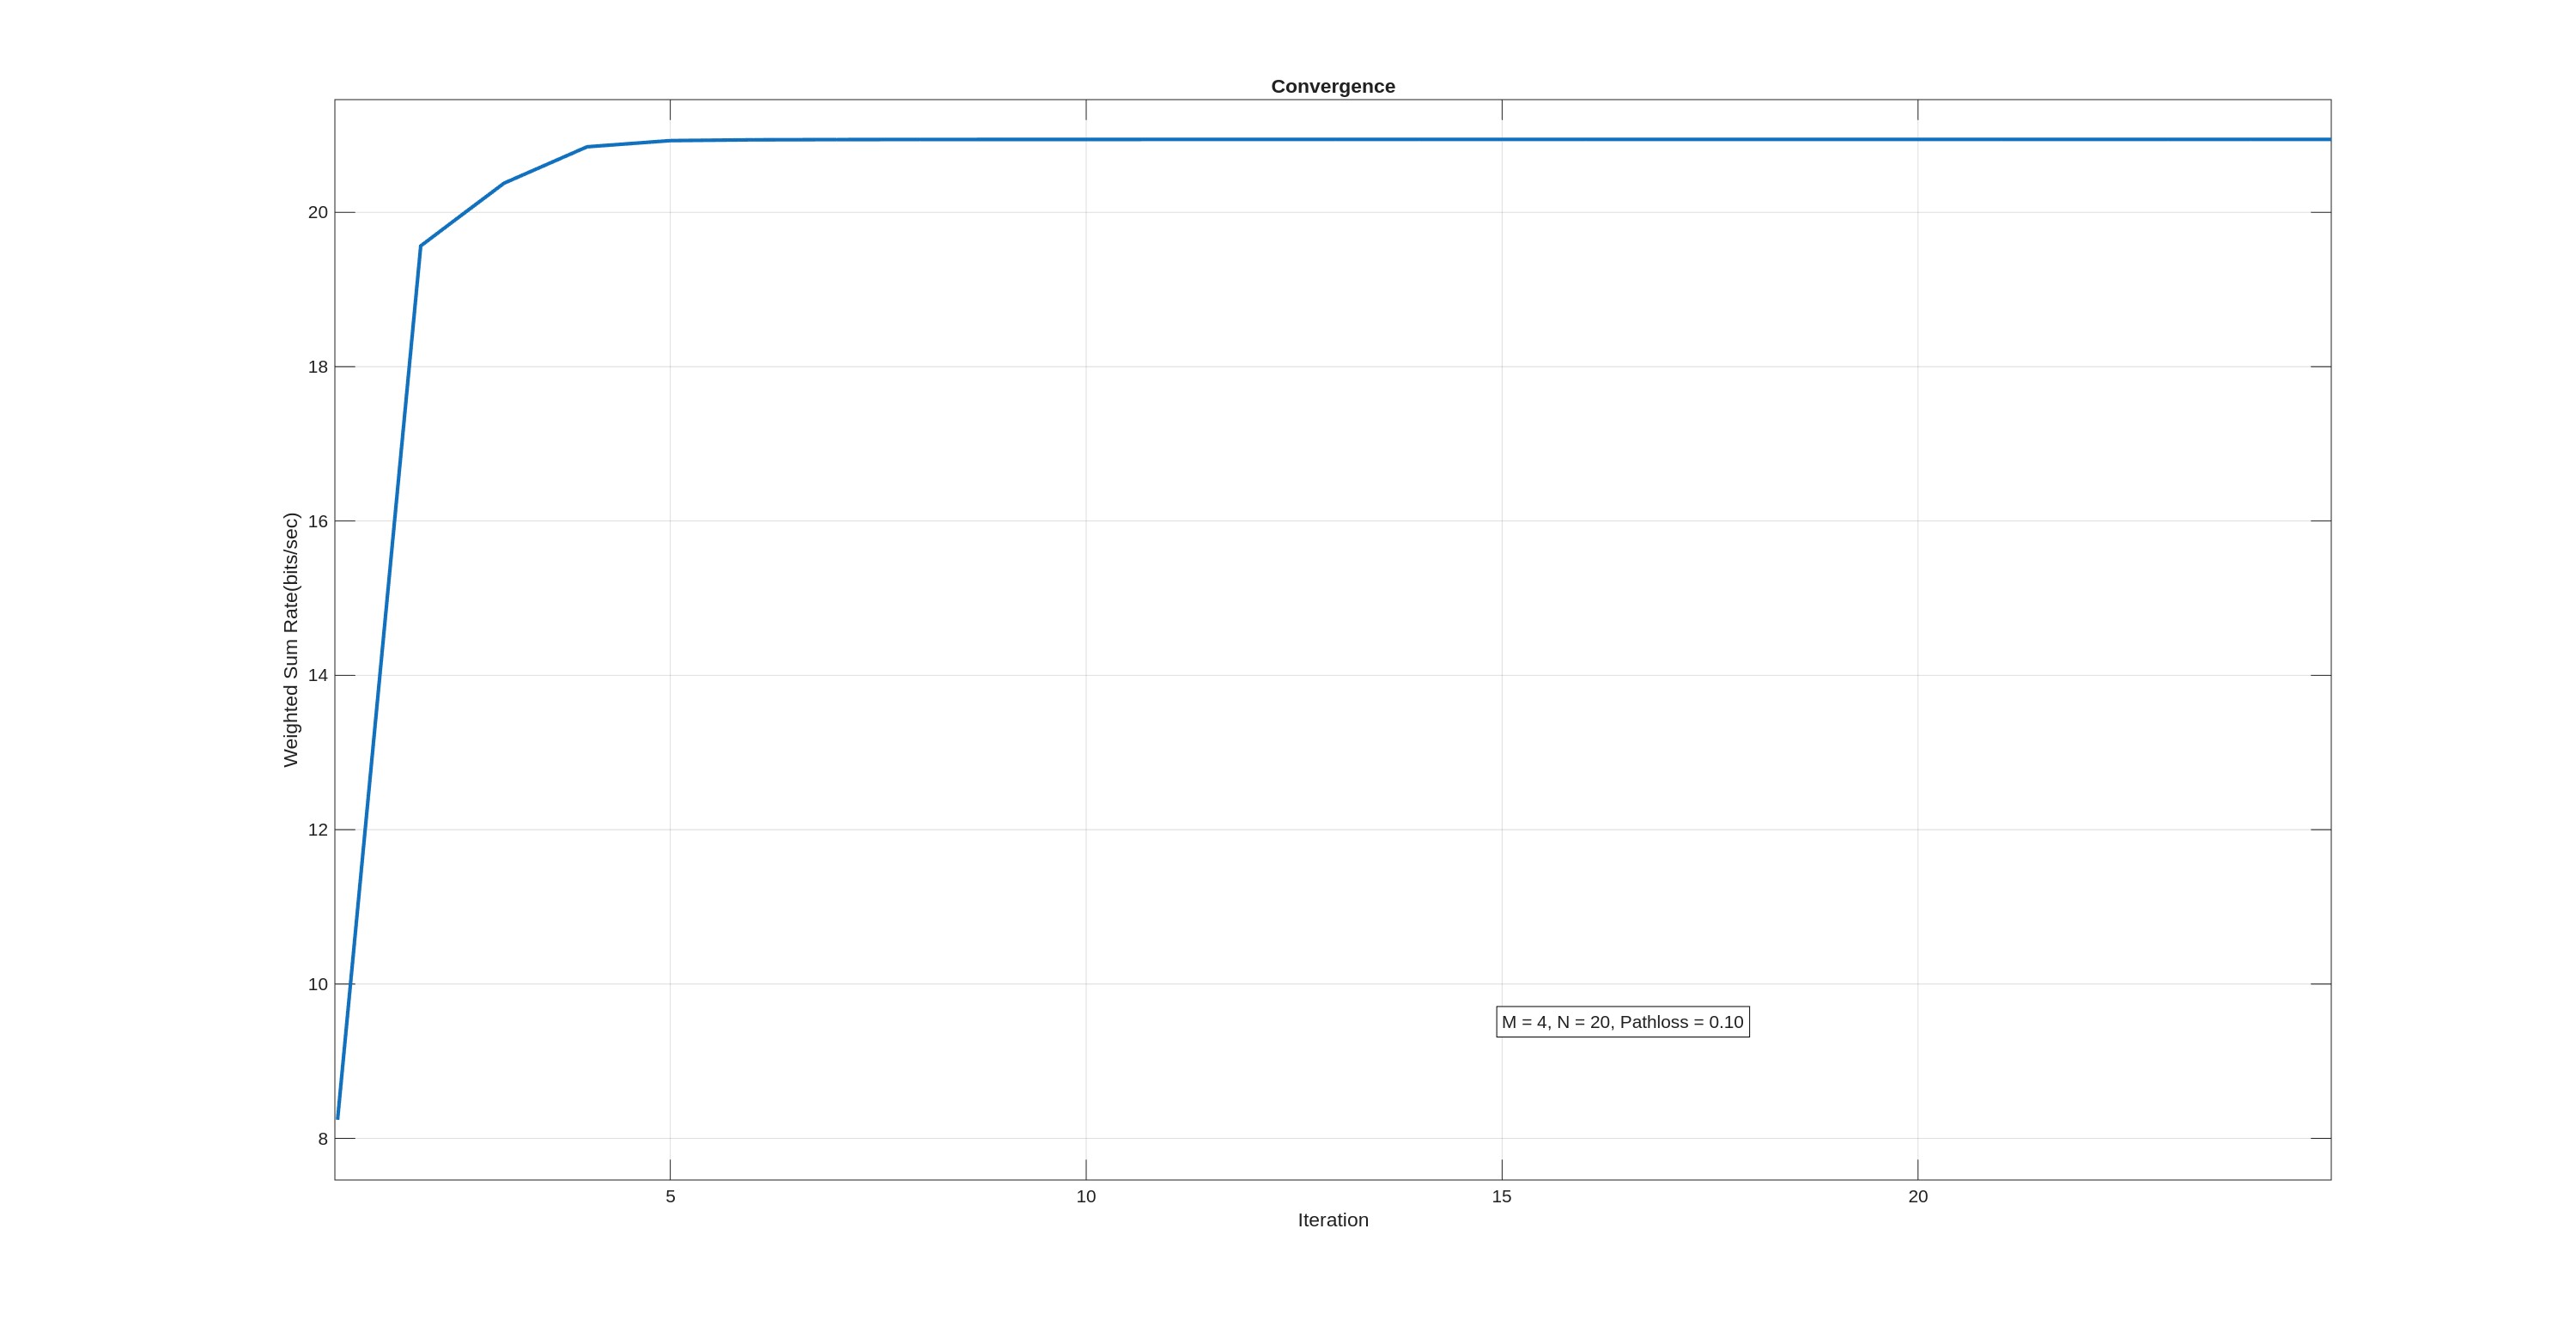 Convergence
Weighted Sum Rate(bits/sec)
20
18
16
14
12
10
8
M = 4, N = 20, Pathloss = 0.10
5
10
15
20
Iteration